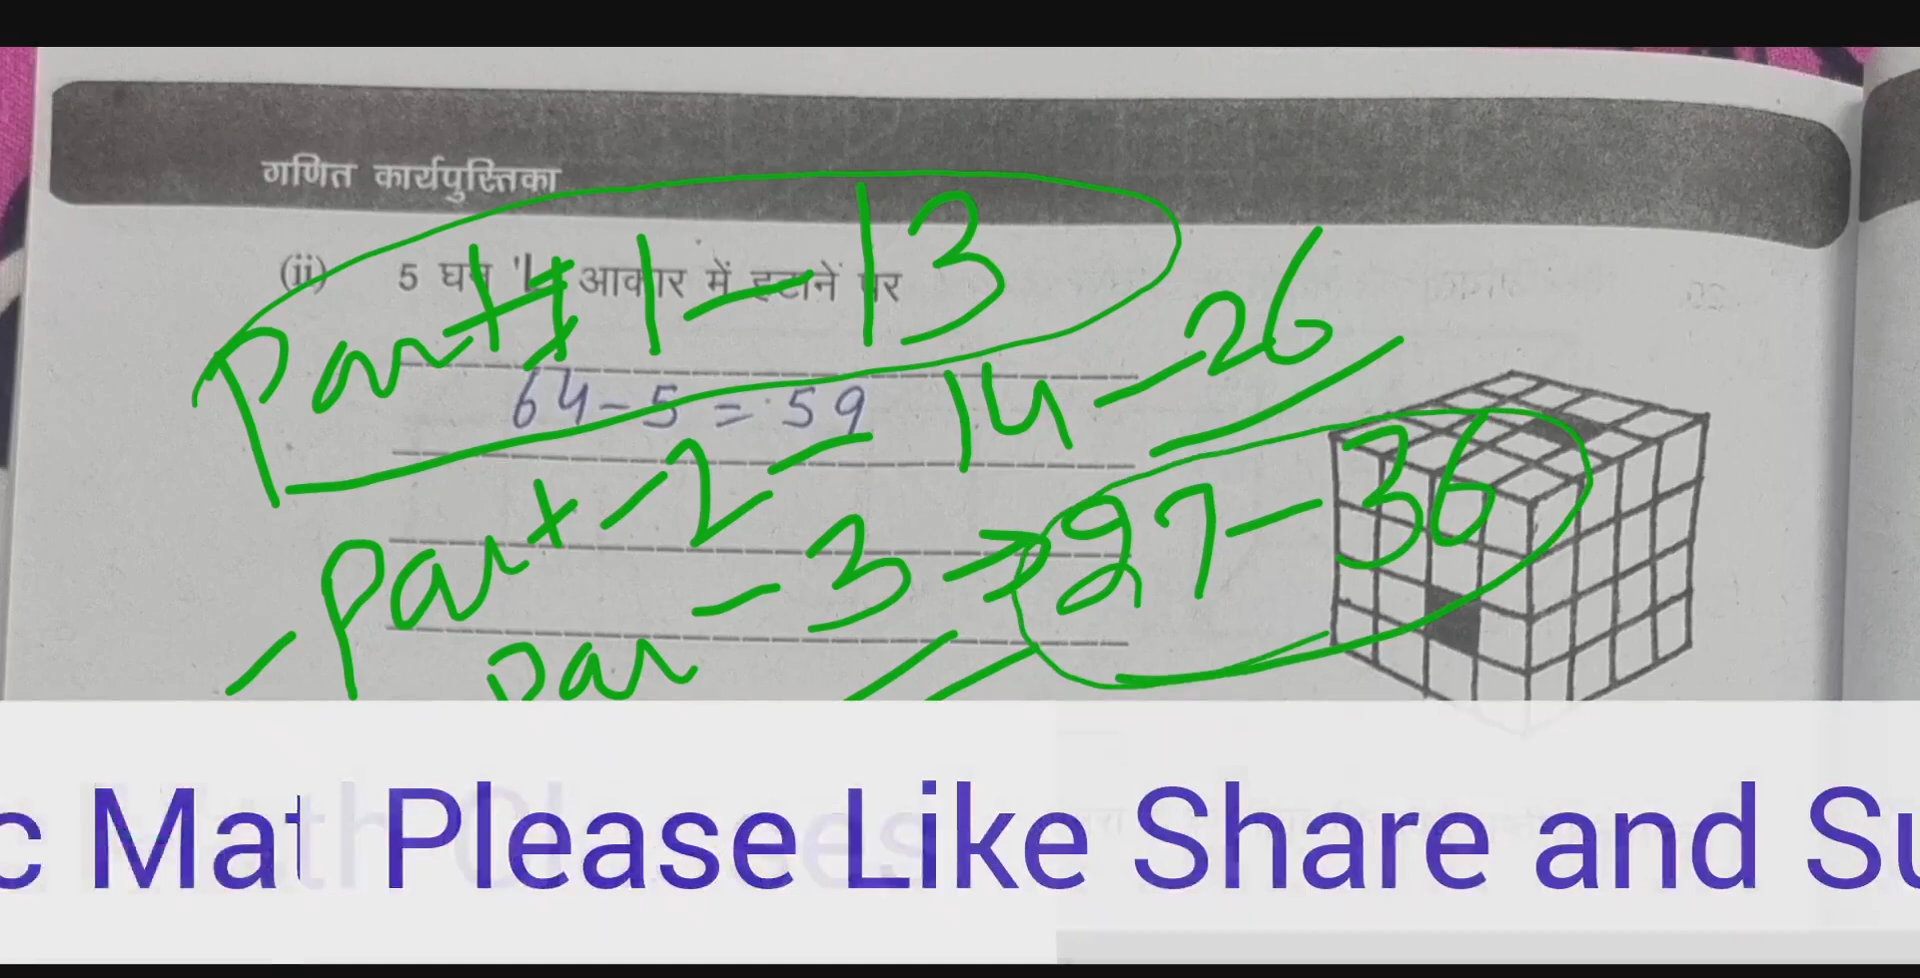 गणित कार्यपुस्तिका
(ii) 5 घन 'L' आकार में हटानें पर
Part 1 - 13
64 - 5 = 59
Part - 2 - 14 - 26
Par - 3 → 27 - 36
c Mat Please Like Share and Su